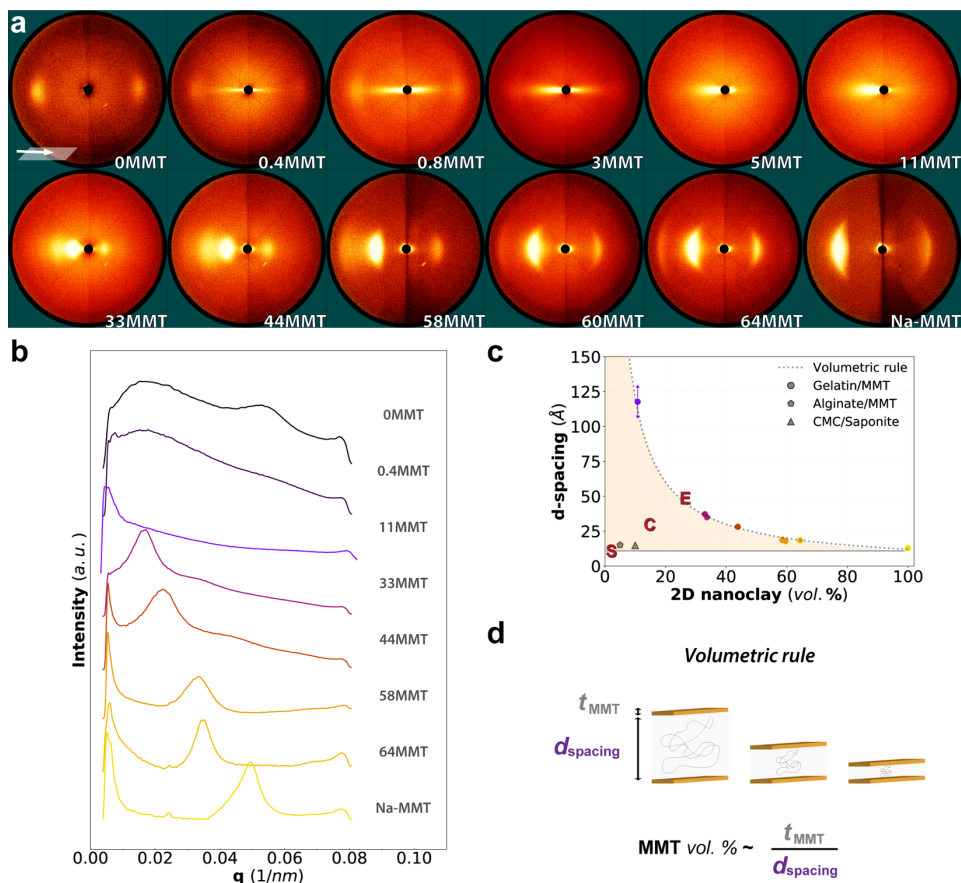 a
0MMT
0.4MMT
0.8MMT
3MMT
5MMT
11MMT
33MMT
44MMT
58MMT
60MMT
64MMT
Na-MMT
b
0MMT
0.4MMT
11MMT
33MMT
44MMT
58MMT
64MMT
Na-MMT
Intensity (a. u.)
0.00 0.02 0.04 0.06 0.08 0.10
q (1/nm)
c
150
125
100
75
50
25
0
d-spacing (Å)
Volumetric rule
Gelatin/MMT
Alginate/MMT
CMC/Saponite
E
C
S
0 20 40 60 80 100
2D nanoclay (vol. %)
d
Volumetric rule
tMMT
dspacing
MMT vol. % ~ tMMT
dspacing